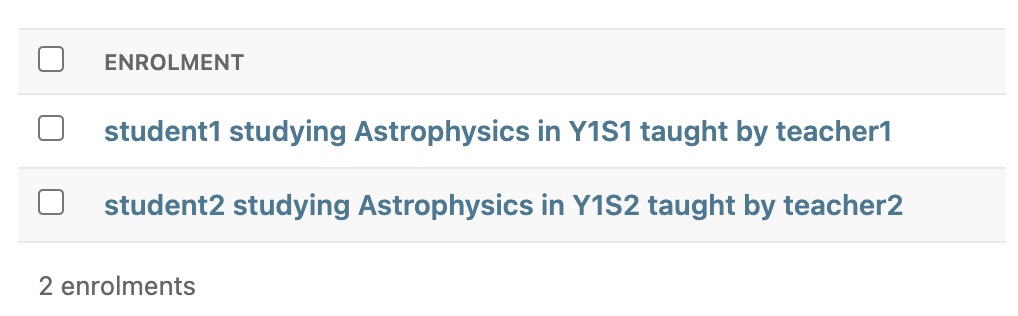 ENROLMENT
student1 studying Astrophysics in Y1S1 taught by teacher1
student2 studying Astrophysics in Y1S2 taught by teacher2
2 enrolments